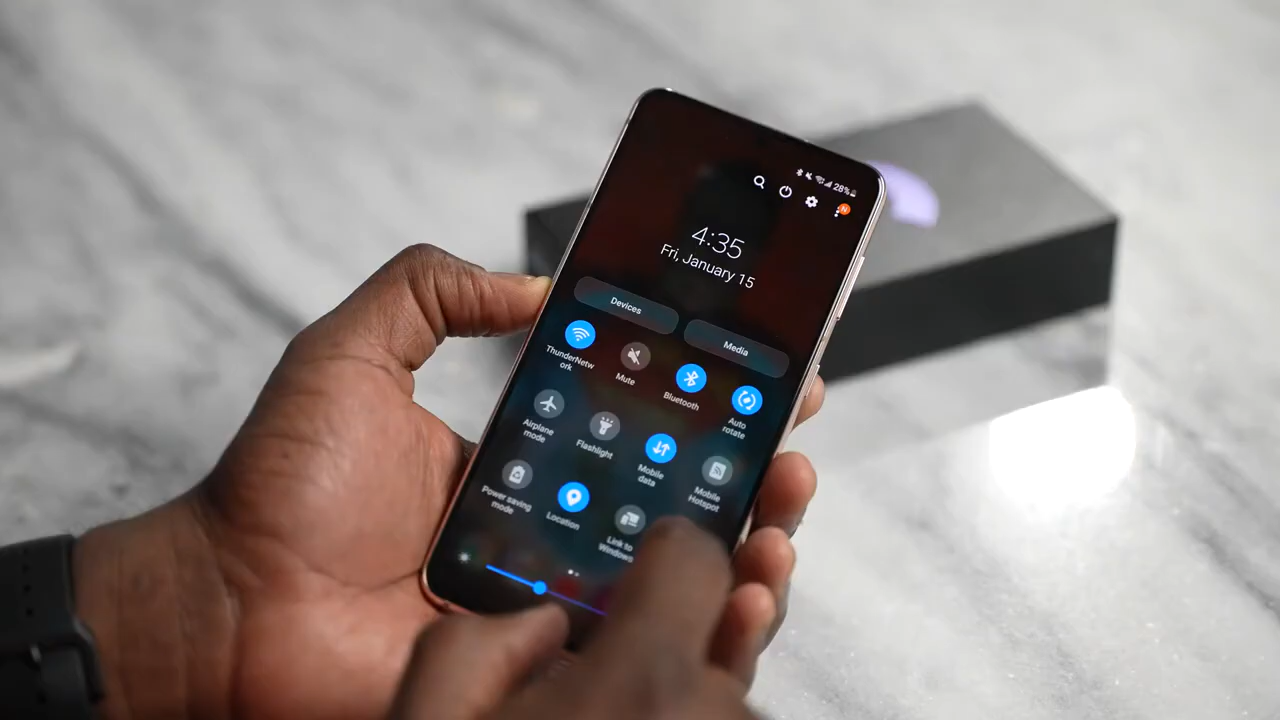 28%
N
4:35
Fri, January 15
Devices
Media
ThunderNetw
ork
Mute
Bluetooth
Auto
rotate
Airplane
mode
Flashlight
Mobile
data
Mobile
Hotspot
Power saving
mode
Location
Link to
Windows